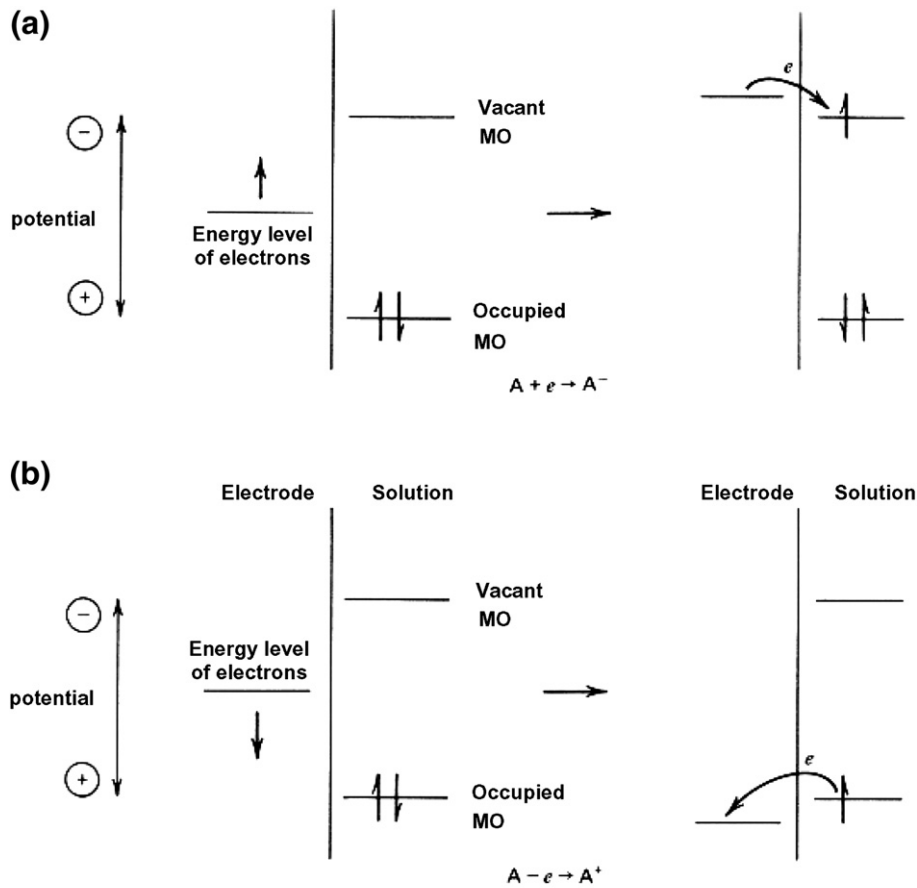 (a)
−
potential
+
Energy level
of electrons
Vacant
MO
Occupied
MO
e
A + e → A⁻
(b)
Electrode
Solution
Electrode
Solution
−
potential
+
Energy level
of electrons
Vacant
MO
Occupied
MO
e
A − e → A⁺